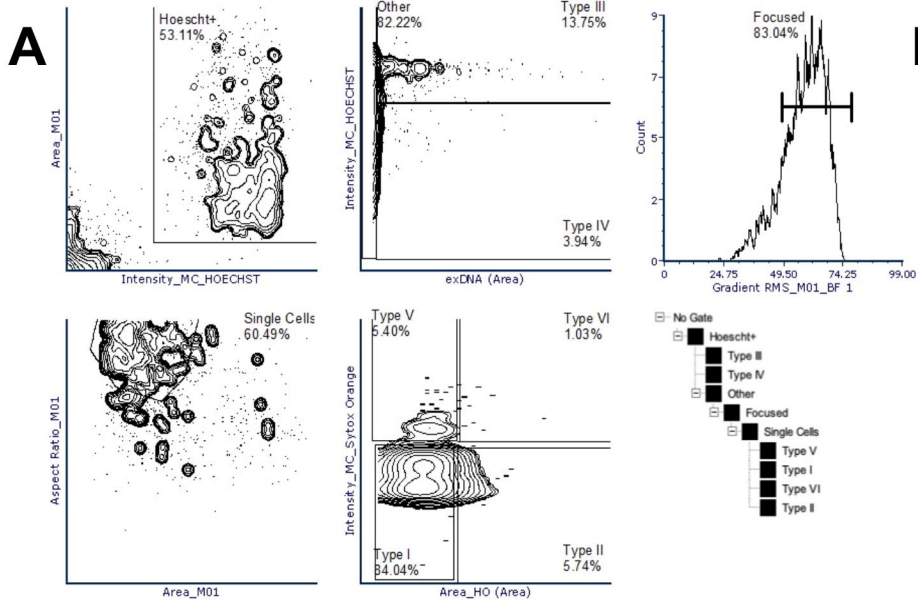 A
Hoescht+
53.11%
Area_M01
Intensity_MC_HOECHST
Other
82.22%
Type III
13.75%
Intensity_MC_HOECHST
Type IV
3.94%
exDNA (Area)
Focused
83.04%
Count
9
7
5
2
0
0
24.75
49.50
74.25
99.00
Gradient RMS_M01_BF 1
Single Cells
60.49%
Aspect Ratio_M01
Area_M01
Type V
5.40%
Type VI
1.03%
Intensity_MC_Sytox Orange
Type I
84.04%
Type II
5.74%
Area_HO (Area)
No Gate
Hoescht+
Type III
Type IV
Other
Focused
Single Cells
Type V
Type I
Type VI
Type II